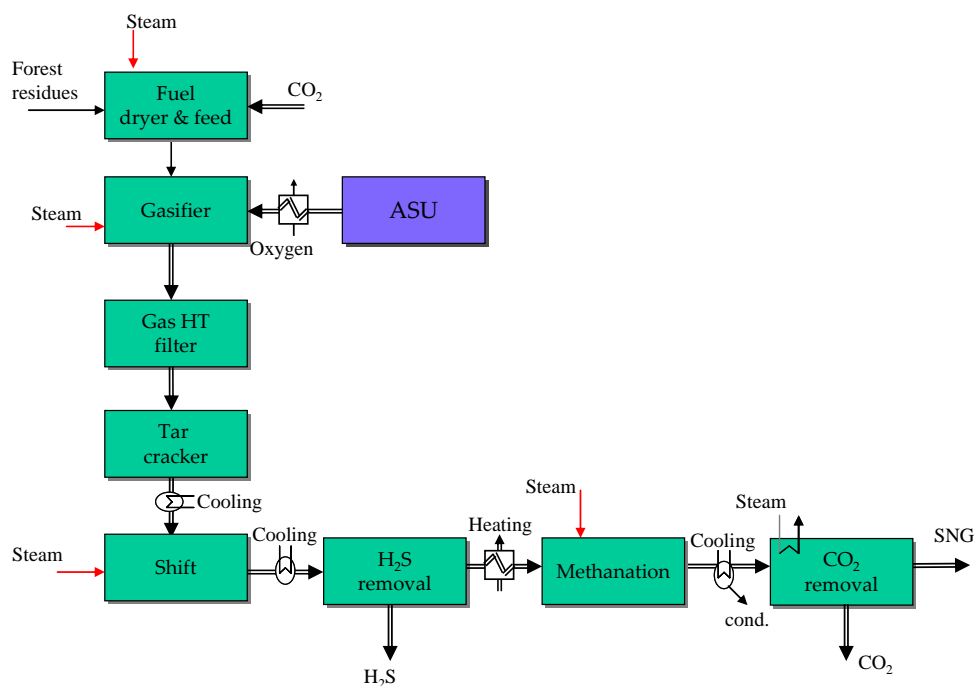 Steam
Forest
residues
Fuel
dryer & feed
CO₂
Steam
Gasifier
Oxygen
ASU
Gas HT
filter
Tar
cracker
Cooling
Steam
Shift
Cooling
H₂S
removal
H₂S
Heating
Steam
Methanation
Cooling
cond.
Steam
CO₂
removal
SNG
CO₂